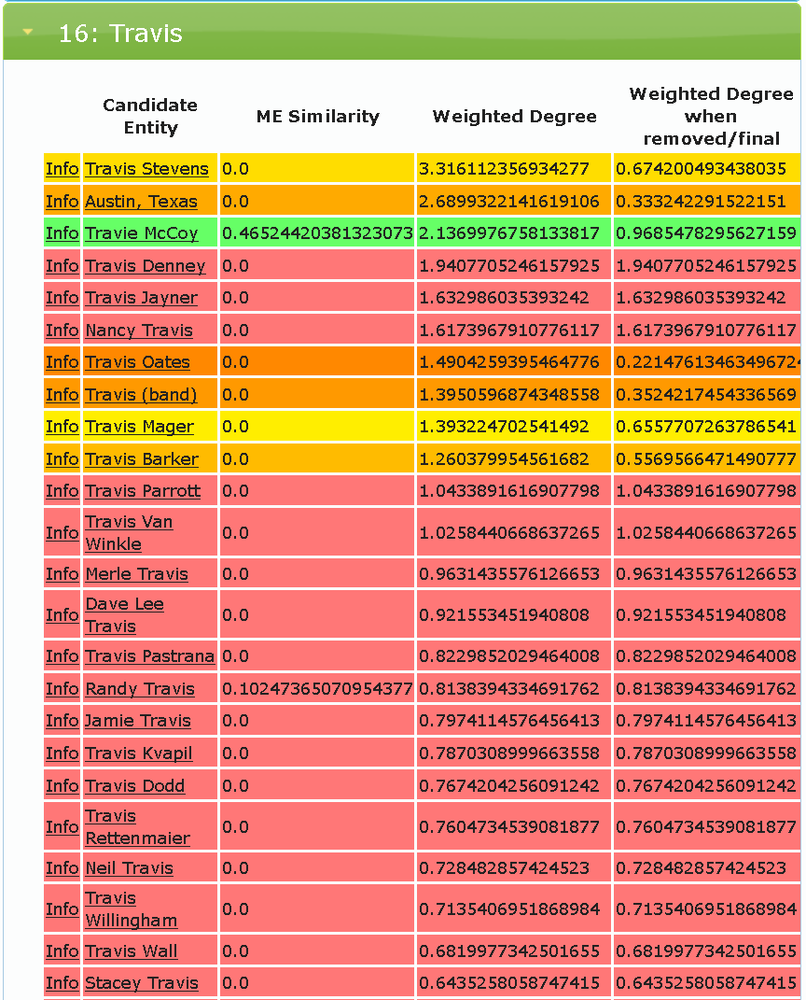 16: Travis
Candidate Entity ME Similarity Weighted Degree Weighted Degree when removed/final
Info Travis Stevens 0.0 3.316112356934277 0.674200493438035
Info Austin, Texas 0.0 2.6899322141619106 0.333242291522151
Info Travie McCoy 0.46524420381323073 2.1369976758133817 0.9685478295627159
Info Travis Denney 0.0 1.9407705246157925 1.9407705246157925
Info Travis Jayner 0.0 1.632986035393242 1.632986035393242
Info Nancy Travis 0.0 1.6173967910776117 1.6173967910776117
Info Travis Oates 0.0 1.4904259395464776 0.2214761346349672
Info Travis (band) 0.0 1.3950596874348558 0.3524217454336569
Info Travis Mager 0.0 1.393224702541492 0.6557707263786541
Info Travis Barker 0.0 1.260379954561682 0.5569566471490777
Info Travis Parrott 0.0 1.0433891616907798 1.0433891616907798
Info Travis Van Winkle 0.0 1.0258440668637265 1.0258440668637265
Info Merle Travis 0.0 0.9631435576126653 0.9631435576126653
Info Dave Lee Travis 0.0 0.921553451940808 0.921553451940808
Info Travis Pastrana 0.0 0.8229852029464008 0.8229852029464008
Info Randy Travis 0.10247365070954377 0.8138394334691762 0.8138394334691762
Info Jamie Travis 0.0 0.7974114576456413 0.7974114576456413
Info Travis Kvapil 0.0 0.7870308999663558 0.7870308999663558
Info Travis Dodd 0.0 0.7674204256091242 0.7674204256091242
Info Travis Rettenmaier 0.0 0.7604734539081877 0.7604734539081877
Info Neil Travis 0.0 0.728482857424523 0.728482857424523
Info Travis Willingham 0.0 0.7135406951868984 0.7135406951868984
Info Travis Wall 0.0 0.6819977342501655 0.6819977342501655
Info Stacey Travis 0.0 0.6435258058747415 0.6435258058747415